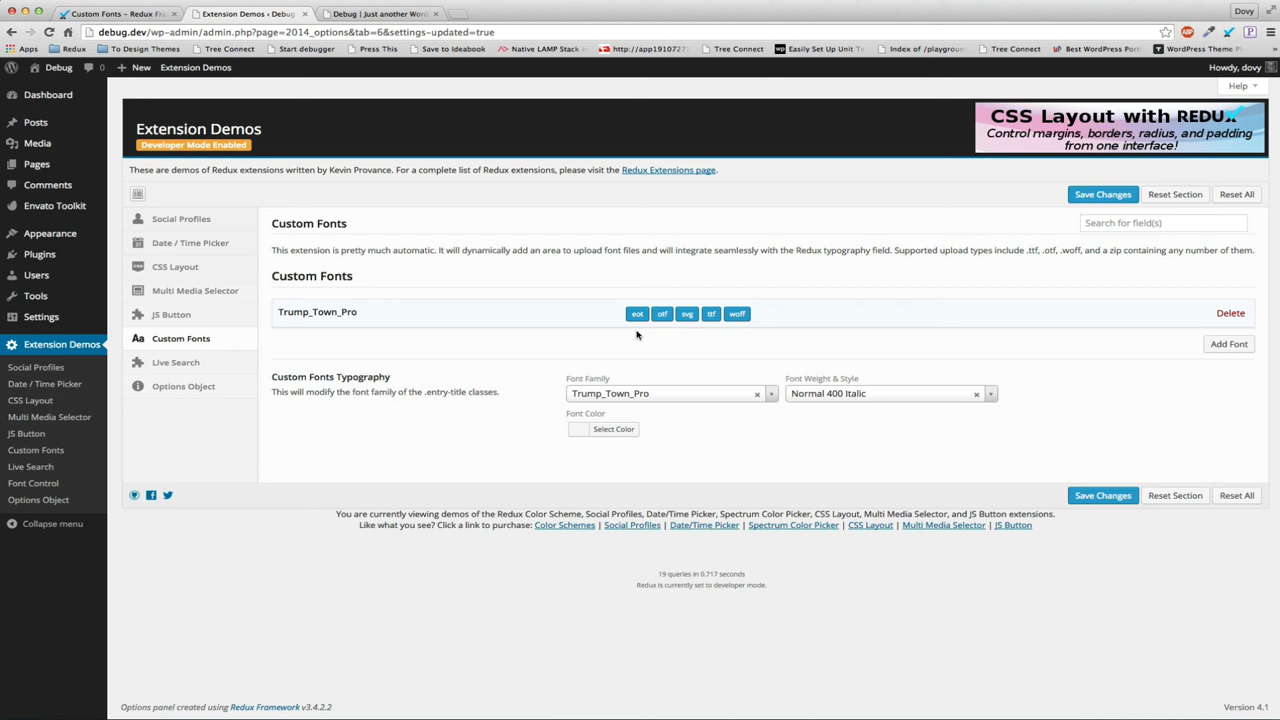 Custom Fonts – Redux Fram
Extension Demos ‹ Debug
Debug | Just another Word
Dovy
debug.dev/wp-admin/admin.php?page=2014_options&tab=6&settings-updated=true
Apps Redux To Design Themes Tree Connect Start debugger Press This Save to Ideabook Native LAMP Stack http://app1910727 Tree Connect Easily Set Up Unit Te Index of /playgroun Tree Connect Best WordPress Port WordPress Theme Pl
Debug 0 New Extension Demos Howdy, dovy
Help
Dashboard
Posts
Media
Pages
Comments
Envato Toolkit
Appearance
Plugins
Users
Tools
Settings
Extension Demos
Social Profiles
Date / Time Picker
CSS Layout
Multi Media Selector
JS Button
Custom Fonts
Live Search
Font Control
Options Object
Collapse menu
Extension Demos
Developer Mode Enabled
CSS Layout with REDUX
Control margins, borders, radius, and padding
from one interface!
These are demos of Redux extensions written by Kevin Provance. For a complete list of Redux extensions, please visit the Redux Extensions page.
Save Changes Reset Section Reset All
Social Profiles
Date / Time Picker
CSS Layout
Multi Media Selector
JS Button
Aa Custom Fonts
Live Search
Options Object
Custom Fonts
Search for field(s)
This extension is pretty much automatic. It will dynamically add an area to upload font files and will integrate seamlessly with the Redux typography field. Supported upload types include .ttf, .otf, .woff, and a zip containing any number of them.
Custom Fonts
Trump_Town_Pro eot otf svg ttf woff Delete
Add Font
Custom Fonts Typography
This will modify the font family of the .entry-title classes.
Font Family Font Weight & Style
Trump_Town_Pro Normal 400 Italic
Font Color
Select Color
Save Changes Reset Section Reset All
You are currently viewing demos of the Redux Color Scheme, Social Profiles, Date/Time Picker, Spectrum Color Picker, CSS Layout, Multi Media Selector, and JS Button extensions.
Like what you see? Click a link to purchase: Color Schemes | Social Profiles | Date/Time Picker | Spectrum Color Picker | CSS Layout | Multi Media Selector | JS Button
19 queries in 0.717 seconds
Redux is currently set to developer mode.
Options panel created using Redux Framework v3.4.2.2
Version 4.1